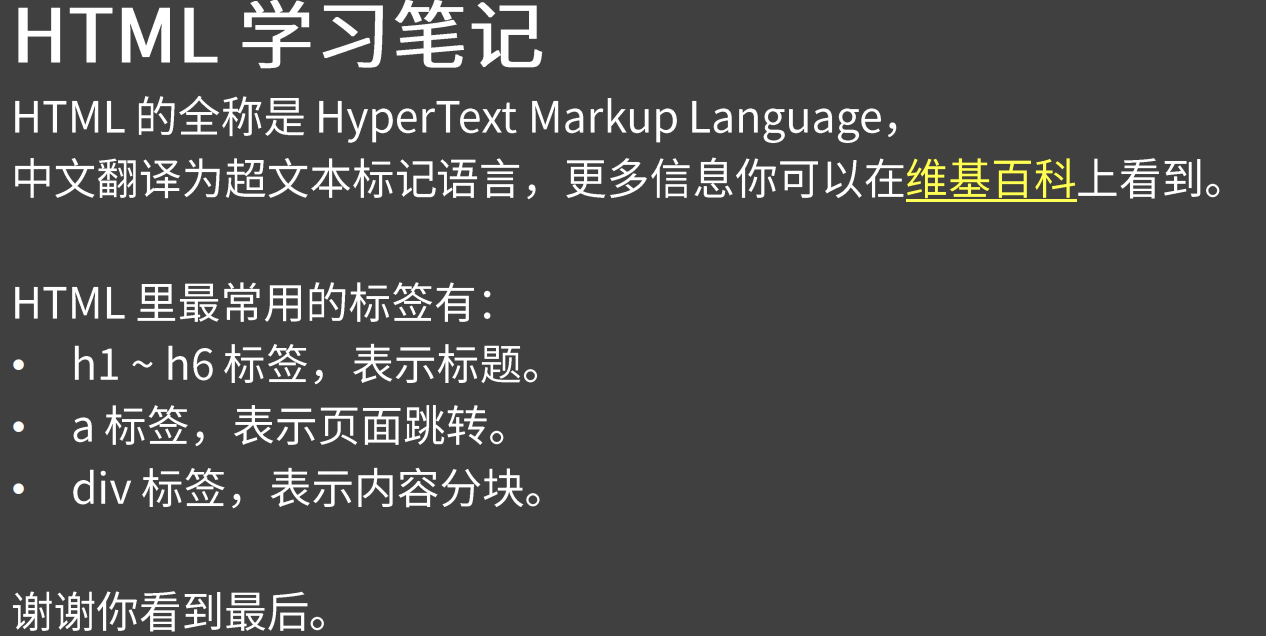 HTML 学习笔记
HTML 的全称是 HyperText Markup Language，
中文翻译为超文本标记语言，更多信息你可以在维基百科上看到。
HTML 里最常用的标签有：
• h1 ~ h6 标签，表示标题。
• a 标签，表示页面跳转。
• div 标签，表示内容分块。
谢谢你看到最后。